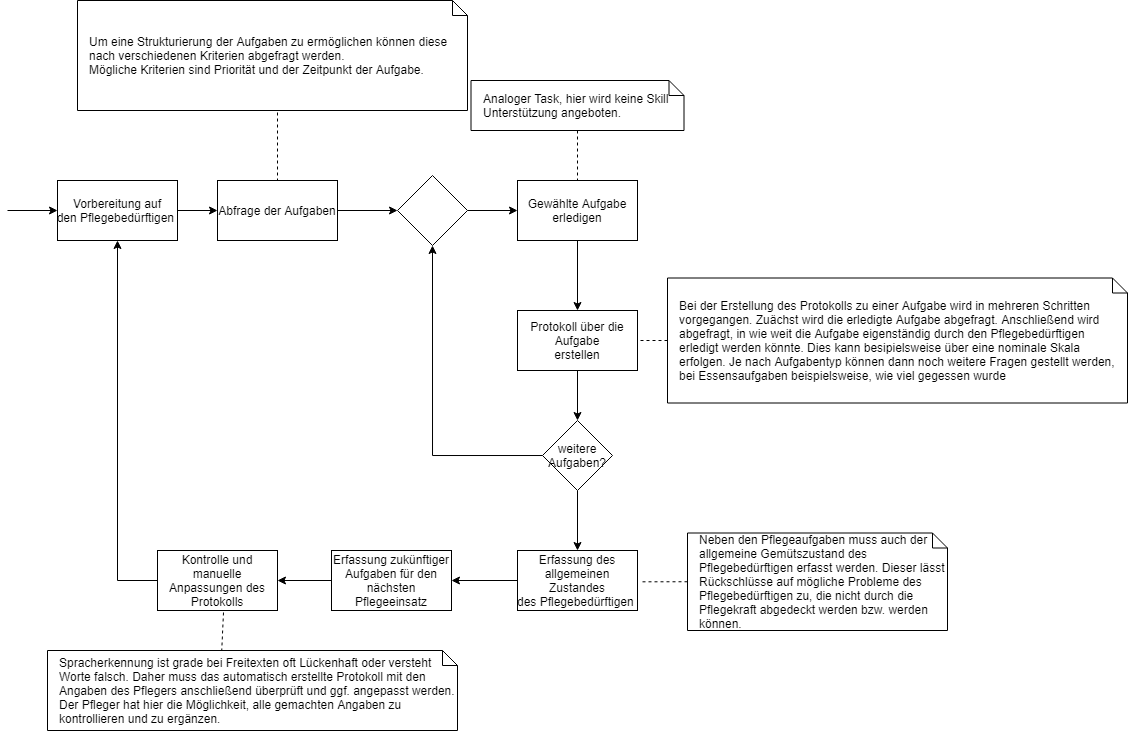 Um eine Strukturierung der Aufgaben zu ermöglichen können diese
nach verschiedenen Kriterien abgefragt werden.
Mögliche Kriterien sind Priorität und der Zeitpunkt der Aufgabe.
Analoger Task, hier wird keine Skill
Unterstützung angeboten.
Vorbereitung auf
den Pflegebedürftigen
Abfrage der Aufgaben
Gewählte Aufgabe
erledigen
Protokoll über die
Aufgabe
erstellen
Bei der Erstellung des Protokolls zu einer Aufgabe wird in mehreren Schritten
vorgegangen. Zuächst wird die erledigte Aufgabe abgefragt. Anschließend wird
abgefragt, in wie weit die Aufgabe eigenständig durch den Pflegebedürftigen
erledigt werden könnte. Dies kann besipielsweise über eine nominale Skala
erfolgen. Je nach Aufgabentyp können dann noch weitere Fragen gestellt werden,
bei Essensaufgaben beispielsweise, wie viel gegessen wurde
weitere
Aufgaben?
Kontrolle und
manuelle
Anpassungen des
Protokolls
Erfassung zukünftiger
Aufgaben für den
nächsten
Pflegeeinsatz
Erfassung des
allgemeinen
Zustandes
des Pflegebedürftigen
Neben den Pflegeaufgaben muss auch der
allgemeine Gemütszustand des
Pflegebedürftigen erfasst werden. Dieser lässt
Rückschlüsse auf mögliche Probleme des
Pflegebedürftigen zu, die nicht durch die
Pflegekraft abgedeckt werden bzw. werden
können.
Spracherkennung ist grade bei Freitexten oft Lückenhaft oder versteht
Worte falsch. Daher muss das automatisch erstellte Protokoll mit den
Angaben des Pflegers anschließend überprüft und ggf. angepasst werden.
Der Pfleger hat hier die Möglichkeit, alle gemachten Angaben zu
kontrollieren und zu ergänzen.